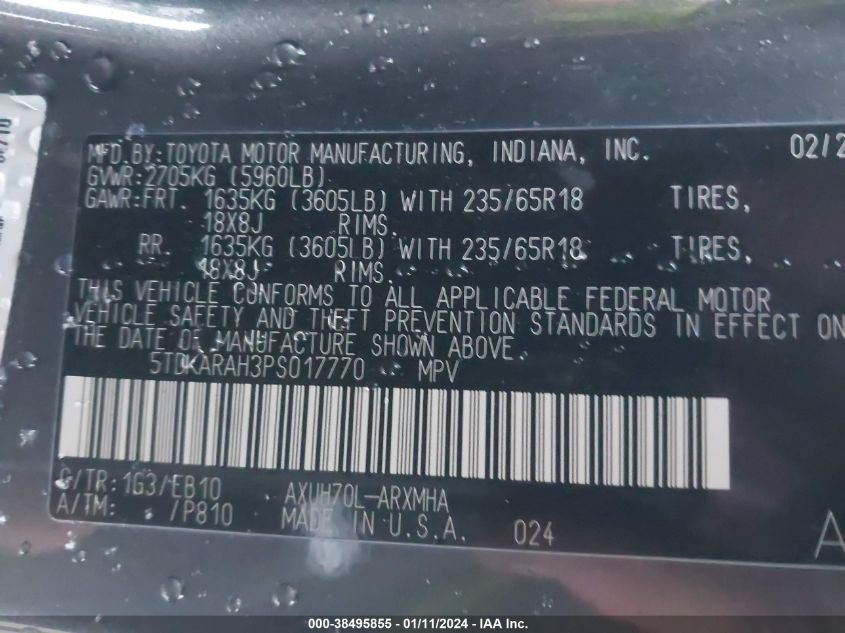 MFD.BY:TOYOTA MOTOR MANUFACTURING, INDIANA, INC. 02/2
GVWR:2705KG (5960LB)
GAWR:FRT. 1635KG (3605LB) WITH 235/65R18 TIRES,
18X8J RIMS.
RR. 1635KG (3605LB) WITH 235/65R18 TIRES,
18X8J RIMS.
THIS VEHICLE CONFORMS TO ALL APPLICABLE FEDERAL MOTOR
VEHICLE SAFETY AND THEFT PREVENTION STANDARDS IN EFFECT ON
THE DATE OF MANUFACTURE SHOWN ABOVE.
5TDKARAH3PS017770 MPV
C/TR:1G3/EB10 AXUH70L-ARXMHA
A/TM: /P810 MADE IN U.S.A. 024 A
000-38495855 - 01/11/2024 - IAA Inc.